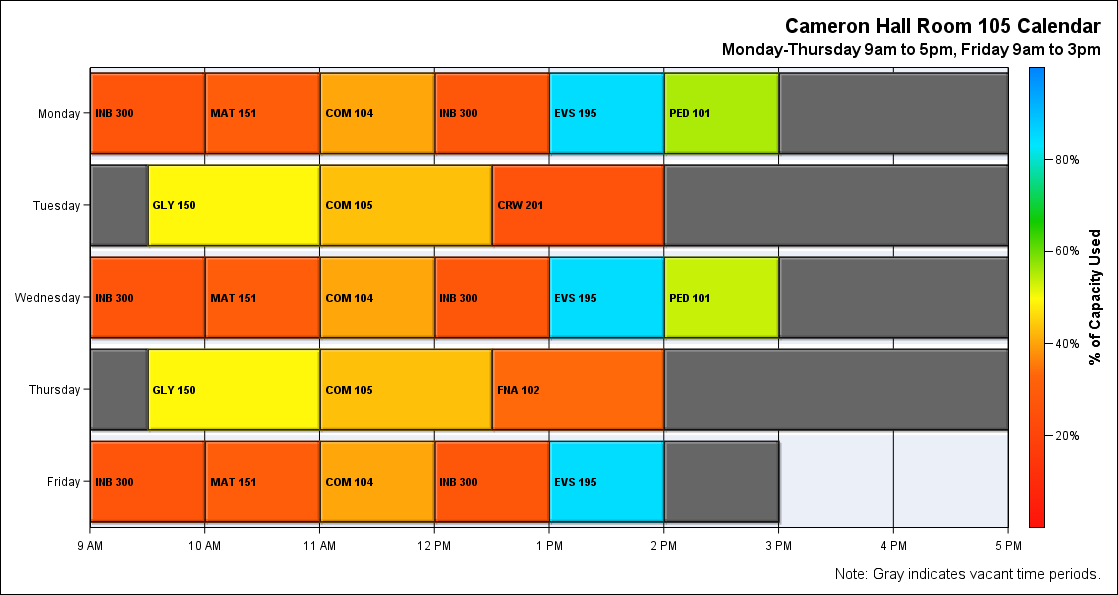 Cameron Hall Room 105 Calendar
Monday-Thursday 9am to 5pm, Friday 9am to 3pm
Monday
INB 300 MAT 151 COM 104 INB 300 EVS 195 PED 101
Tuesday
GLY 150 COM 105 CRW 201
Wednesday
INB 300 MAT 151 COM 104 INB 300 EVS 195 PED 101
Thursday
GLY 150 COM 105 FNA 102
Friday
INB 300 MAT 151 COM 104 INB 300 EVS 195
9 AM 10 AM 11 AM 12 PM 1 PM 2 PM 3 PM 4 PM 5 PM
80%
60%
40%
20%
% of Capacity Used
Note: Gray indicates vacant time periods.